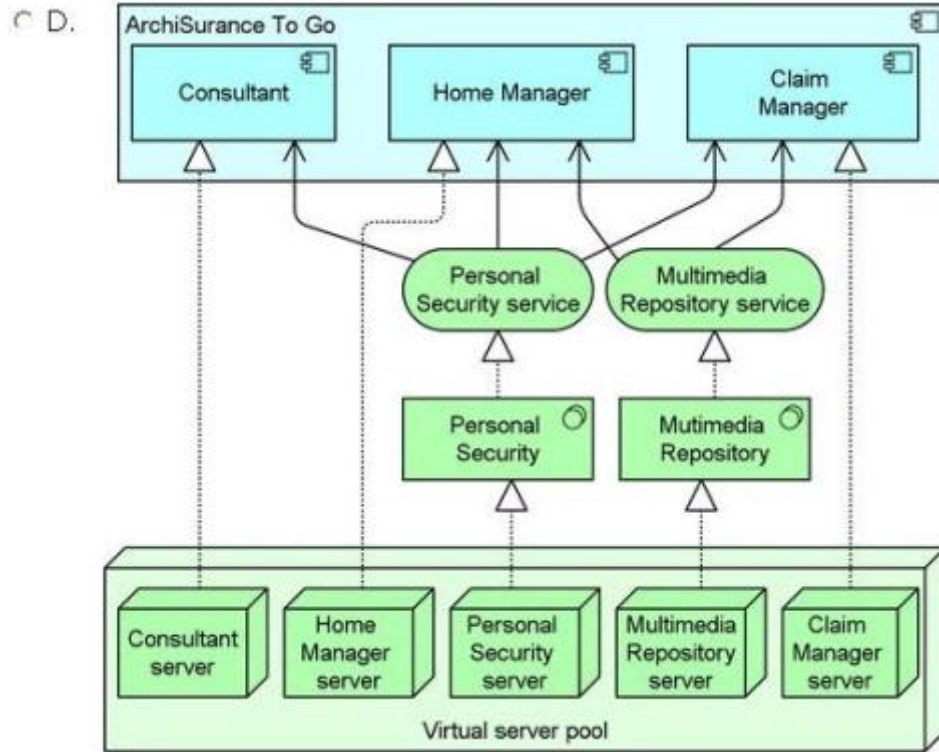 D.
ArchiSurance To Go
Consultant
Home Manager
Claim
Manager
Personal
Security service
Multimedia
Repository service
Personal
Security
Mutimedia
Repository
Consultant
server
Home
Manager
server
Personal
Security
server
Multimedia
Repository
server
Claim
Manager
server
Virtual server pool